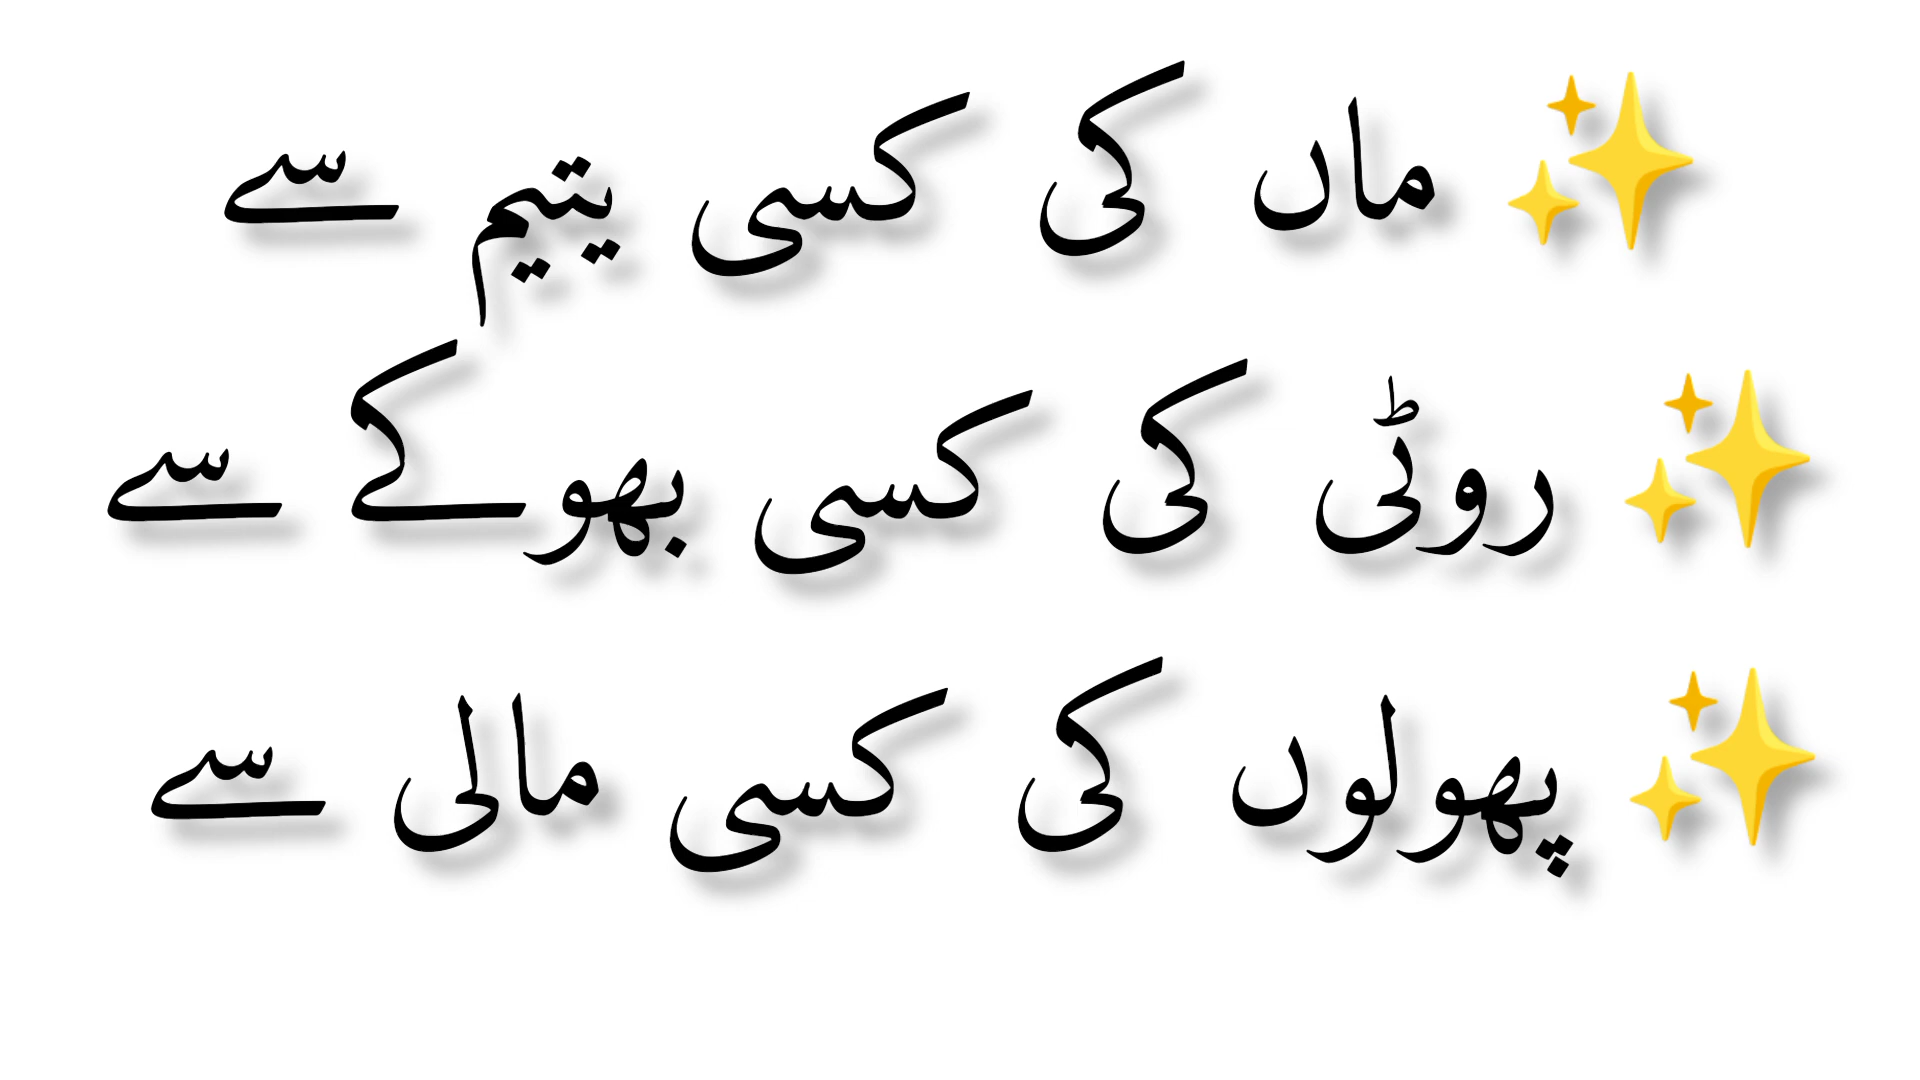 ✨ ماں کی کسی یتیم سے
✨ روٹی کی کسی بھوکے سے
✨ پھولوں کی کسی مالی سے